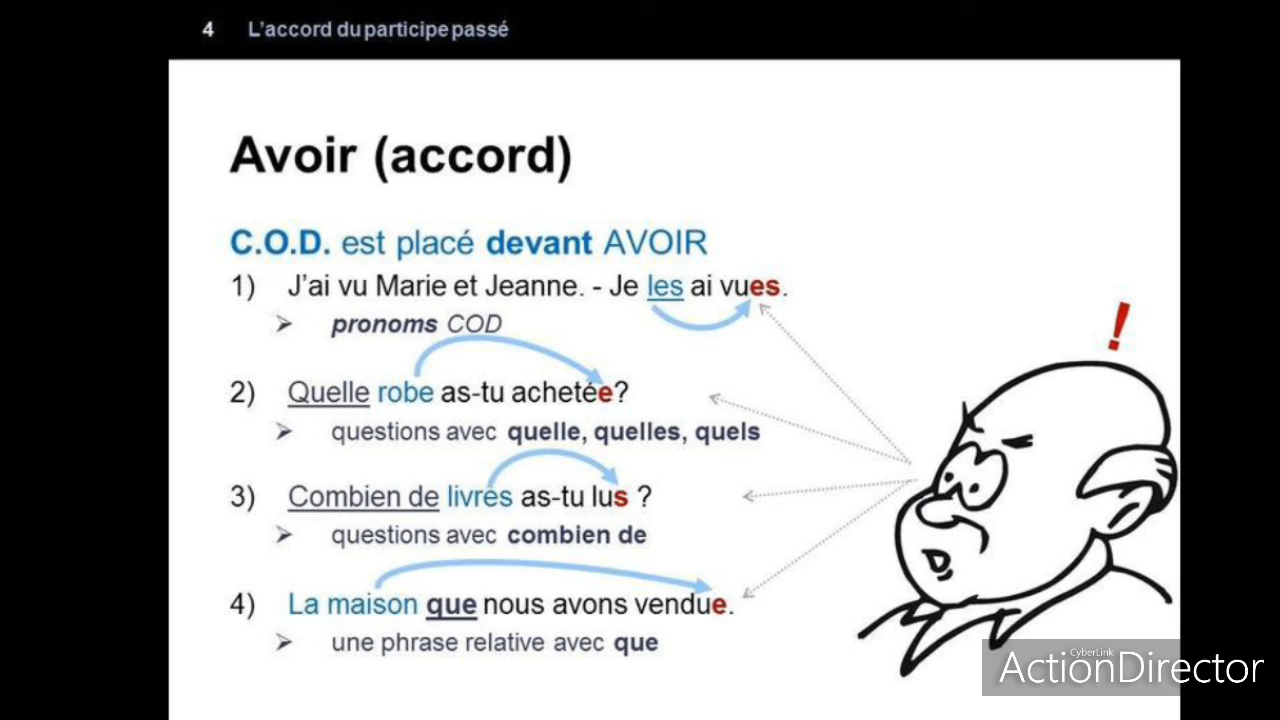 4 L'accord du participe passé
Avoir (accord)
C.O.D. est placé devant AVOIR
1) J'ai vu Marie et Jeanne. - Je les ai vues.
➢ pronoms COD
!
2) Quelle robe as-tu achetée?
➢ questions avec quelle, quelles, quels
3) Combien de livres as-tu lus ?
➢ questions avec combien de
4) La maison que nous avons vendue.
➢ une phrase relative avec que
CyberLink
ActionDirector